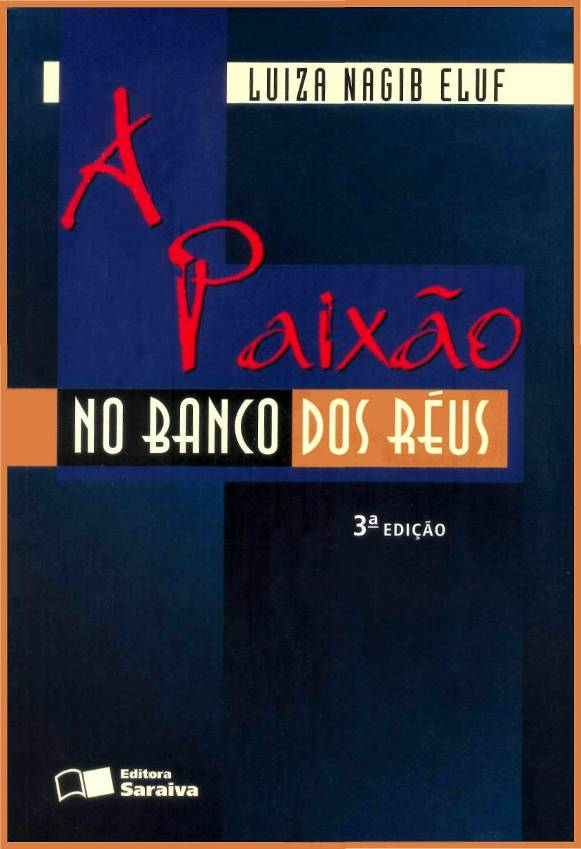 LUIZA NAGIB ELUF
A
Paixão
NO BANCO DOS RÉUS
3ª EDIÇÃO
Editora
Saraiva